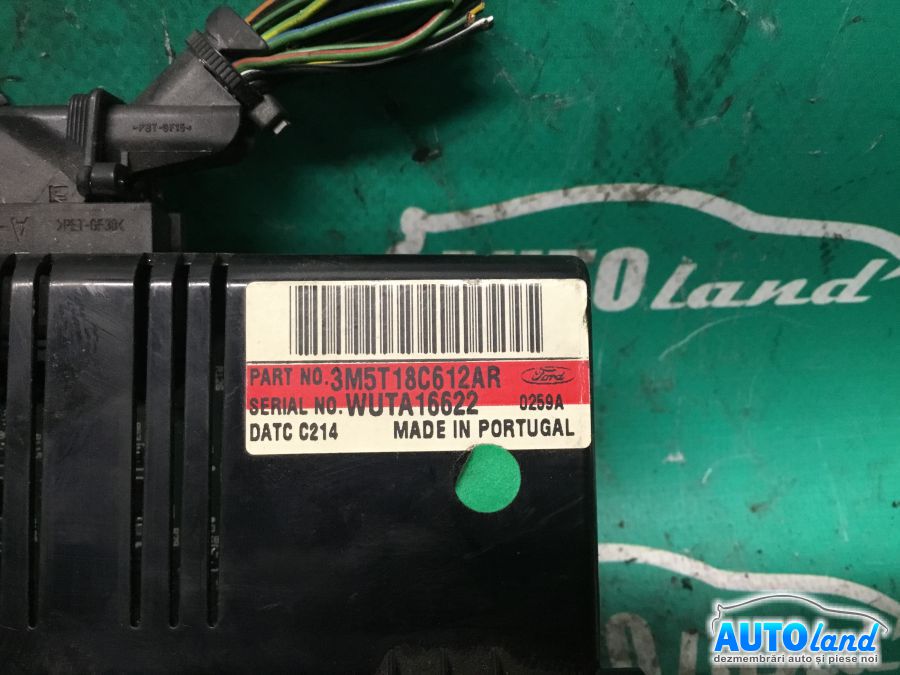 >PBT-GF15<
>PET-GF30<
AUTOland
PART NO. 3M5T18C612AR Ford
SERIAL NO. WUTA16622 0259A
DATC C214 MADE IN PORTUGAL
AUTOland
dezmembrări auto și piese noi